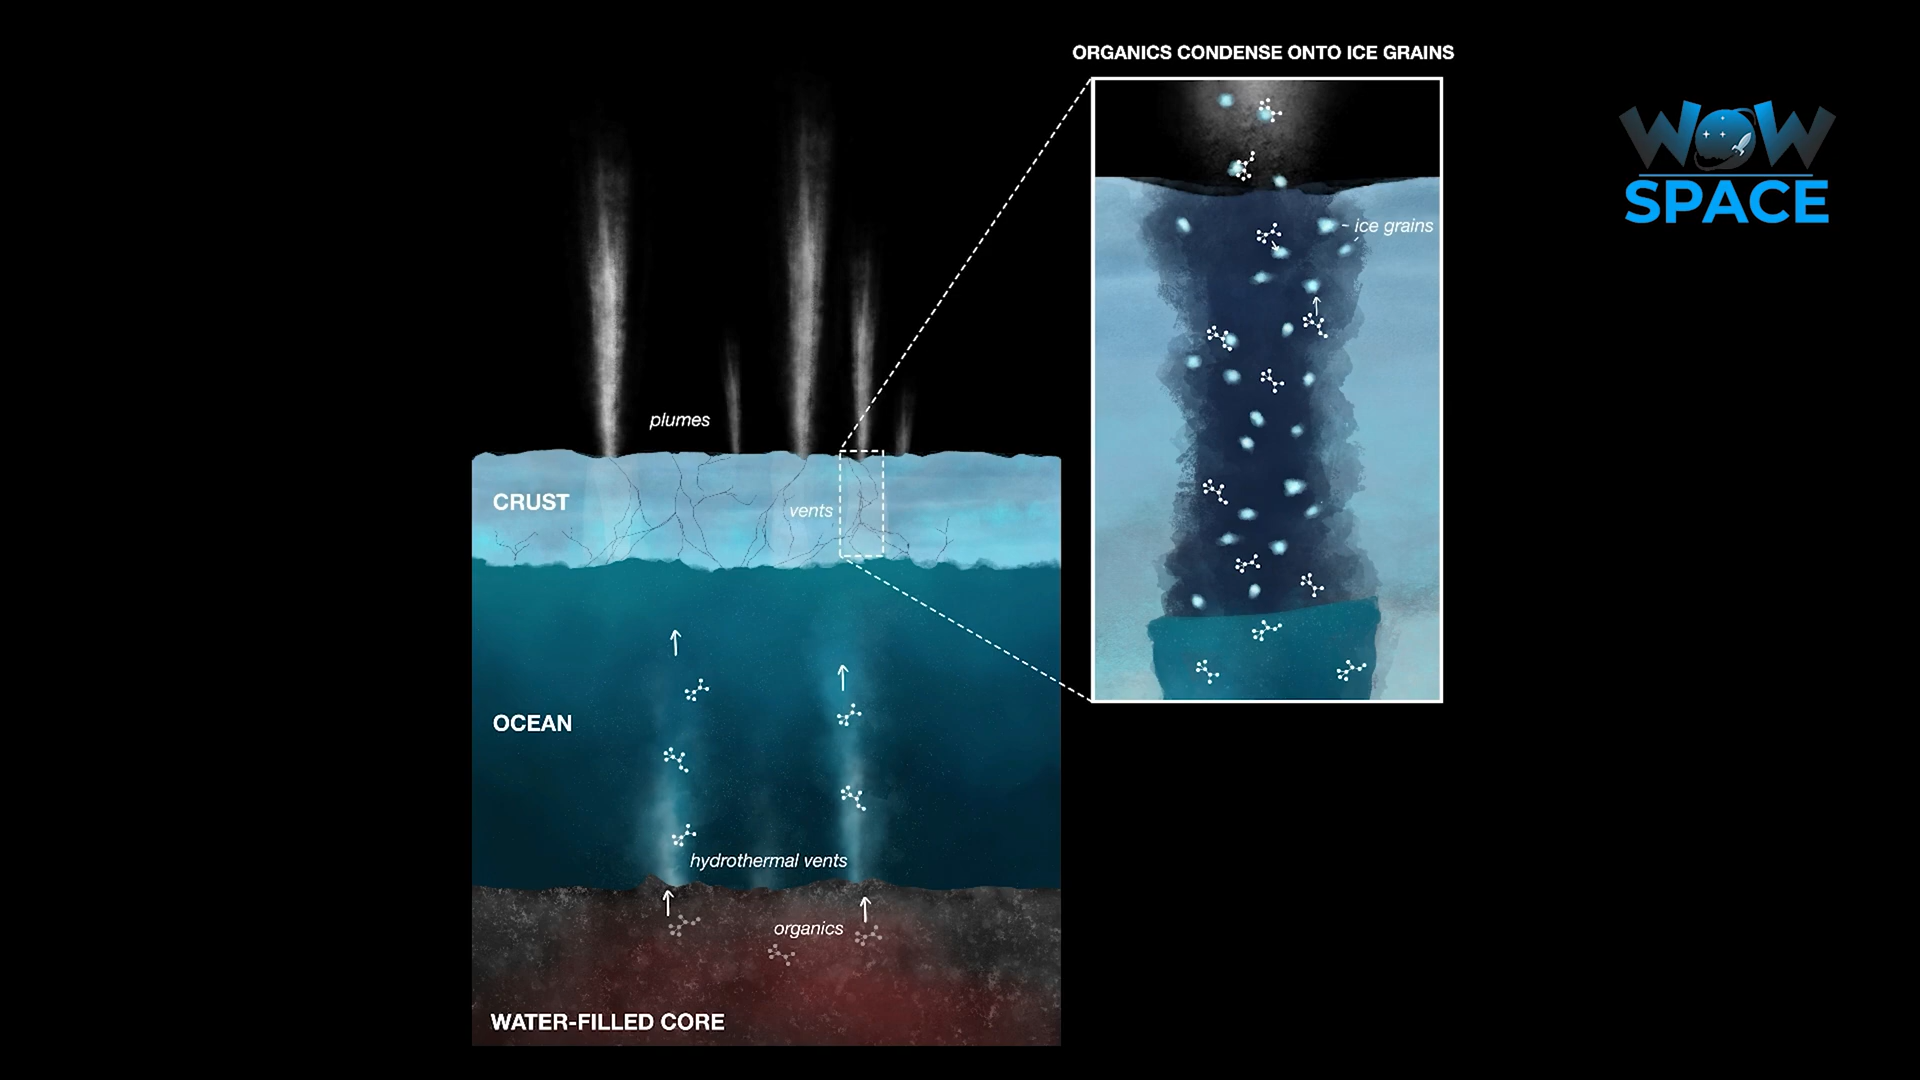 ORGANICS CONDENSE ONTO ICE GRAINS
WOW
SPACE
ice grains
plumes
CRUST
vents
OCEAN
hydrothermal vents
organics
WATER-FILLED CORE